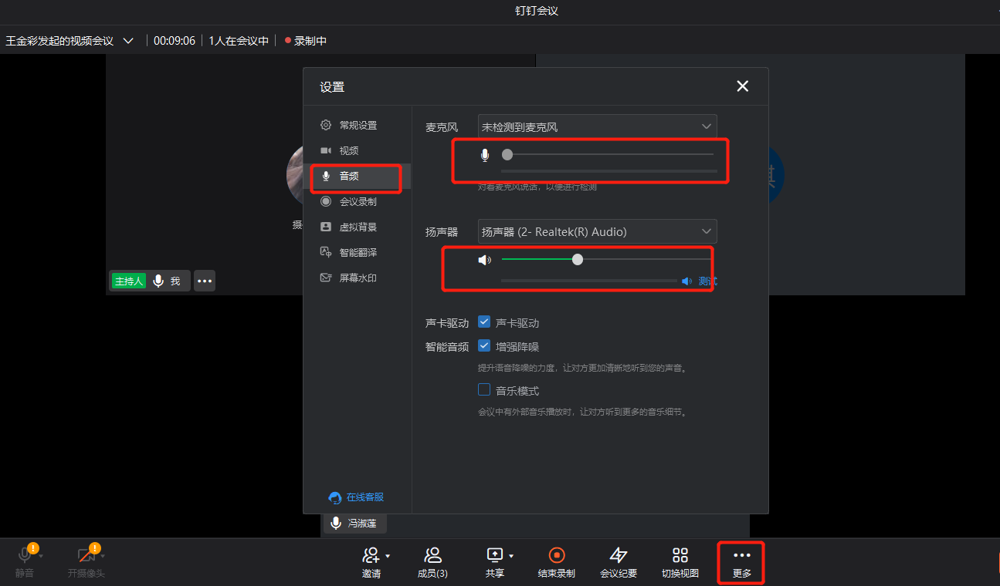 钉钉会议
王金彩发起的视频会议 00:09:06 1人在会议中 录制中
设置
常规设置
视频
音频
会议录制
虚拟背景
智能翻译
屏幕水印
在线客服
麦克风 未检测到麦克风
对着麦克风说话，以便进行检测
扬声器 扬声器 (2- Realtek(R) Audio)
测试
声卡驱动 声卡驱动
智能音频 增强降噪
提升语音降噪的力度，让对方更加清晰地听到您的声音。
音乐模式
会议中有外部音乐播放时，让对方听到更多的音乐细节。
摄
主持人 我
冯淑莲
静音 开摄像头 邀请 成员(3) 共享 结束录制 会议纪要 切换视图 更多